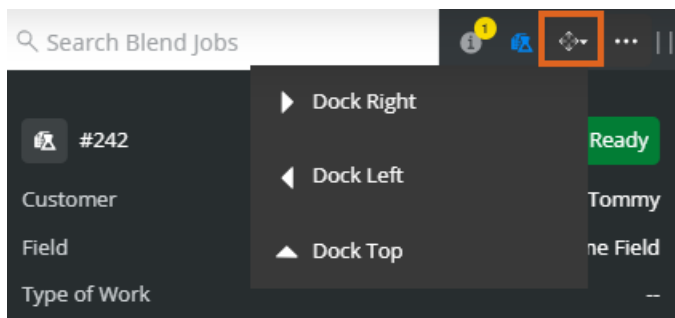 Search Blend Jobs
1
Dock Right
#242
Ready
Dock Left
Customer
Tommy
Field
Dock Top
ne Field
Type of Work
--